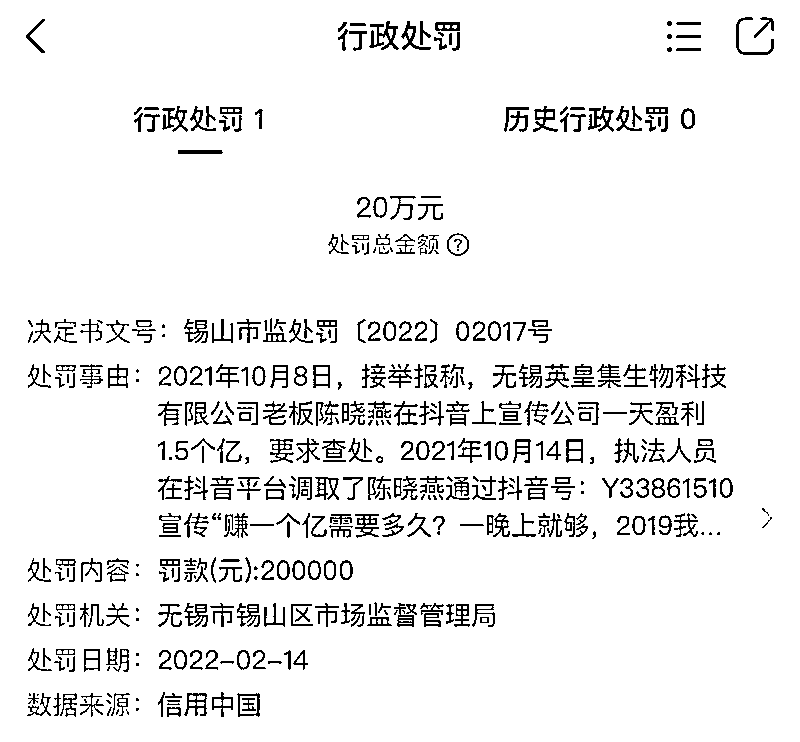 行政处罚
行政处罚 1 历史行政处罚 0
20万元
处罚总金额 ?
决定书文号：锡山市监处罚〔2022〕02017号
处罚事由：2021年10月8日，接举报称，无锡英皇集生物科技
有限公司老板陈晓燕在抖音上宣传公司一天盈利
1.5个亿，要求查处。2021年10月14日，执法人员
在抖音平台调取了陈晓燕通过抖音号：Y33861510
宣传“赚一个亿需要多久？一晚上就够，2019我...
处罚内容：罚款(元):200000
处罚机关：无锡市锡山区市场监督管理局
处罚日期：2022-02-14
数据来源：信用中国